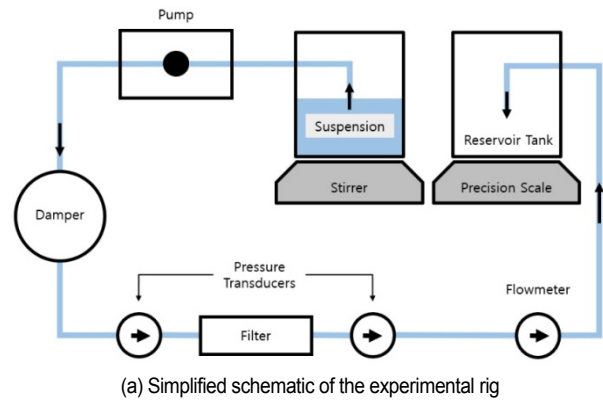 Pump
Suspension
Reservoir Tank
Stirrer
Precision Scale
Damper
Pressure
Transducers
Flowmeter
Filter
(a) Simplified schematic of the experimental rig